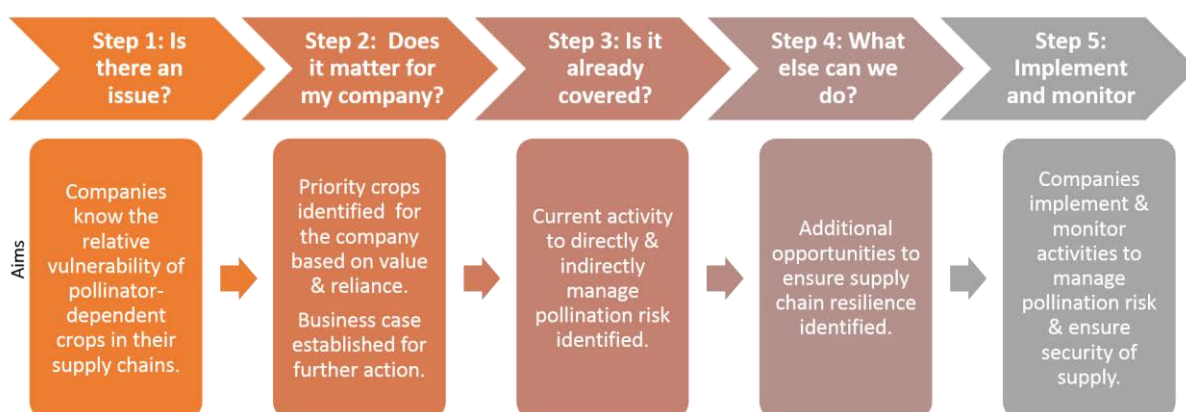 Step 1: Is
there an
issue?
Step 2:  Does
it matter for
my company?
Step 3: Is it
already
covered?
Step 4: What
else can we
do?
Step 5:
Implement
and monitor
Aims
Companies
know the
relative
vulnerability of
pollinator-
dependent
crops in their
supply chains.
Priority crops
identified for
the company
based on value
& reliance.
Business case
established for
further action.
Current activity
to directly &
indirectly
manage
pollination risk
identified.
Additional
opportunities to
ensure supply
chain resilience
identified.
Companies
implement &
monitor
activities to
manage
pollination risk
& ensure
security of
supply.